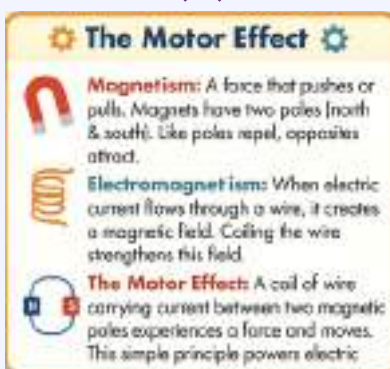 The Motor Effect
Magnetism: A force that pushes or
pulls. Magnets have two poles (north
& south). Like poles repel, opposites
attract.
Electromagnetism: When electric
current flows through a wire, it creates
a magnetic field. Coiling the wire
strengthens this field.
The Motor Effect: A coil of wire
carrying current between two magnetic
poles experiences a force and moves.
This simple principle powers electric
N S